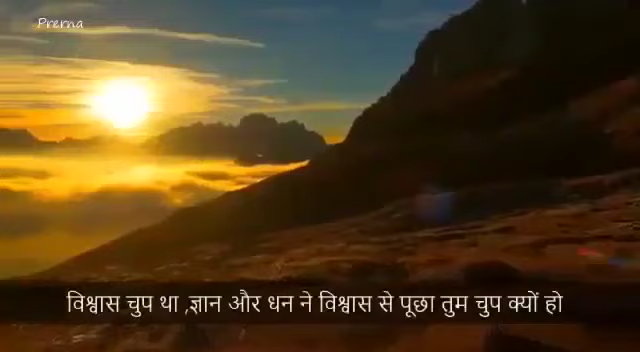 Prerna
विश्वास चुप था ,ज्ञान और धन ने विश्वास से पूछा तुम चुप क्यों हो